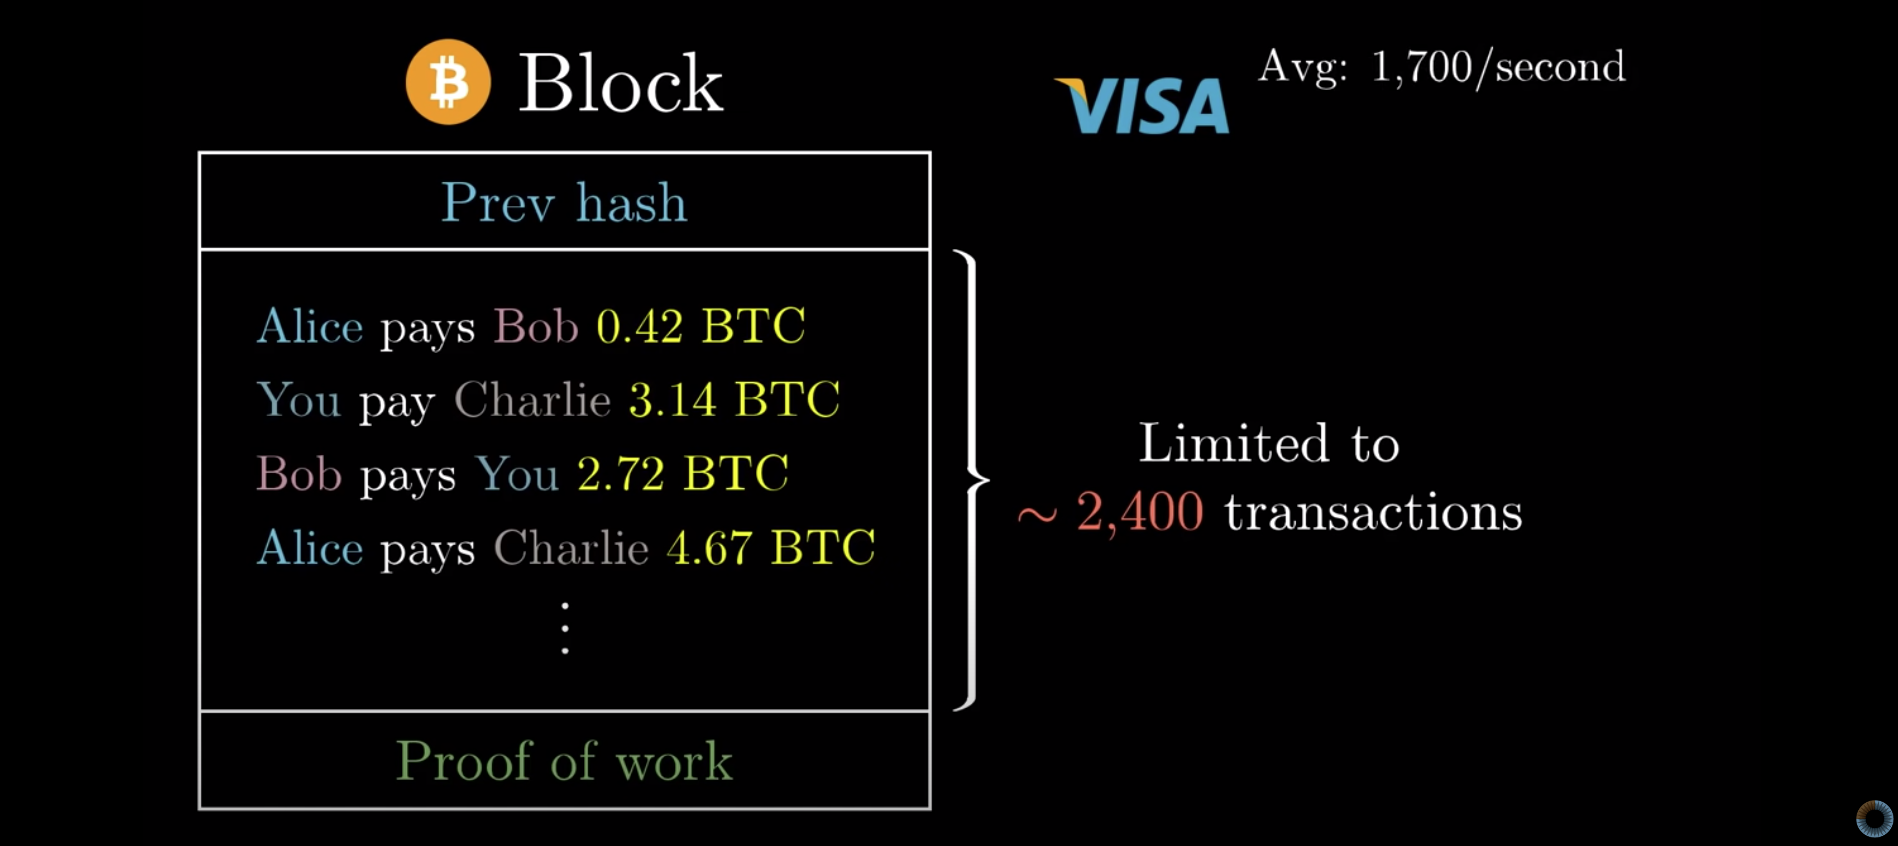 Block
VISA
Avg: 1,700/second
Prev hash
Alice pays Bob 0.42 BTC
You pay Charlie 3.14 BTC
Bob pays You 2.72 BTC
Alice pays Charlie 4.67 BTC
⋮
Limited to
~ 2,400 transactions
Proof of work